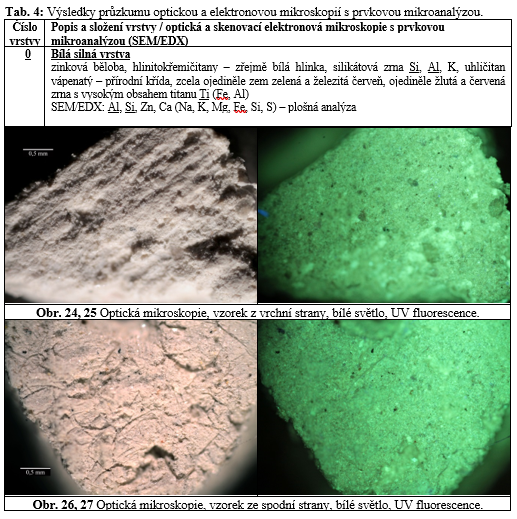 Tab. 4: Výsledky průzkumu optickou a elektronovou mikroskopií s prvkovou mikroanalýzou.
Číslo vrstvy
Popis a složení vrstvy / optická a skenovací elektronová mikroskopie s prvkovou
mikroanalýzou (SEM/EDX)
0
Bílá silná vrstva
zinková běloba, hlinitokřemičitany – zřejmě bílá hlinka, silikátová zrna Si, Al, K, uhličitan
vápenatý – přírodní křída, zcela ojediněle zem zelená a železitá červeň, ojediněle žlutá a červená
zrna s vysokým obsahem titanu Ti (Fe, Al)
SEM/EDX: Al, Si, Zn, Ca (Na, K, Mg, Fe, Si, S) – plošná analýza
0,5 mm
Obr. 24, 25 Optická mikroskopie, vzorek z vrchní strany, bílé světlo, UV fluorescence.
0,5 mm
Obr. 26, 27 Optická mikroskopie, vzorek ze spodní strany, bílé světlo, UV fluorescence.